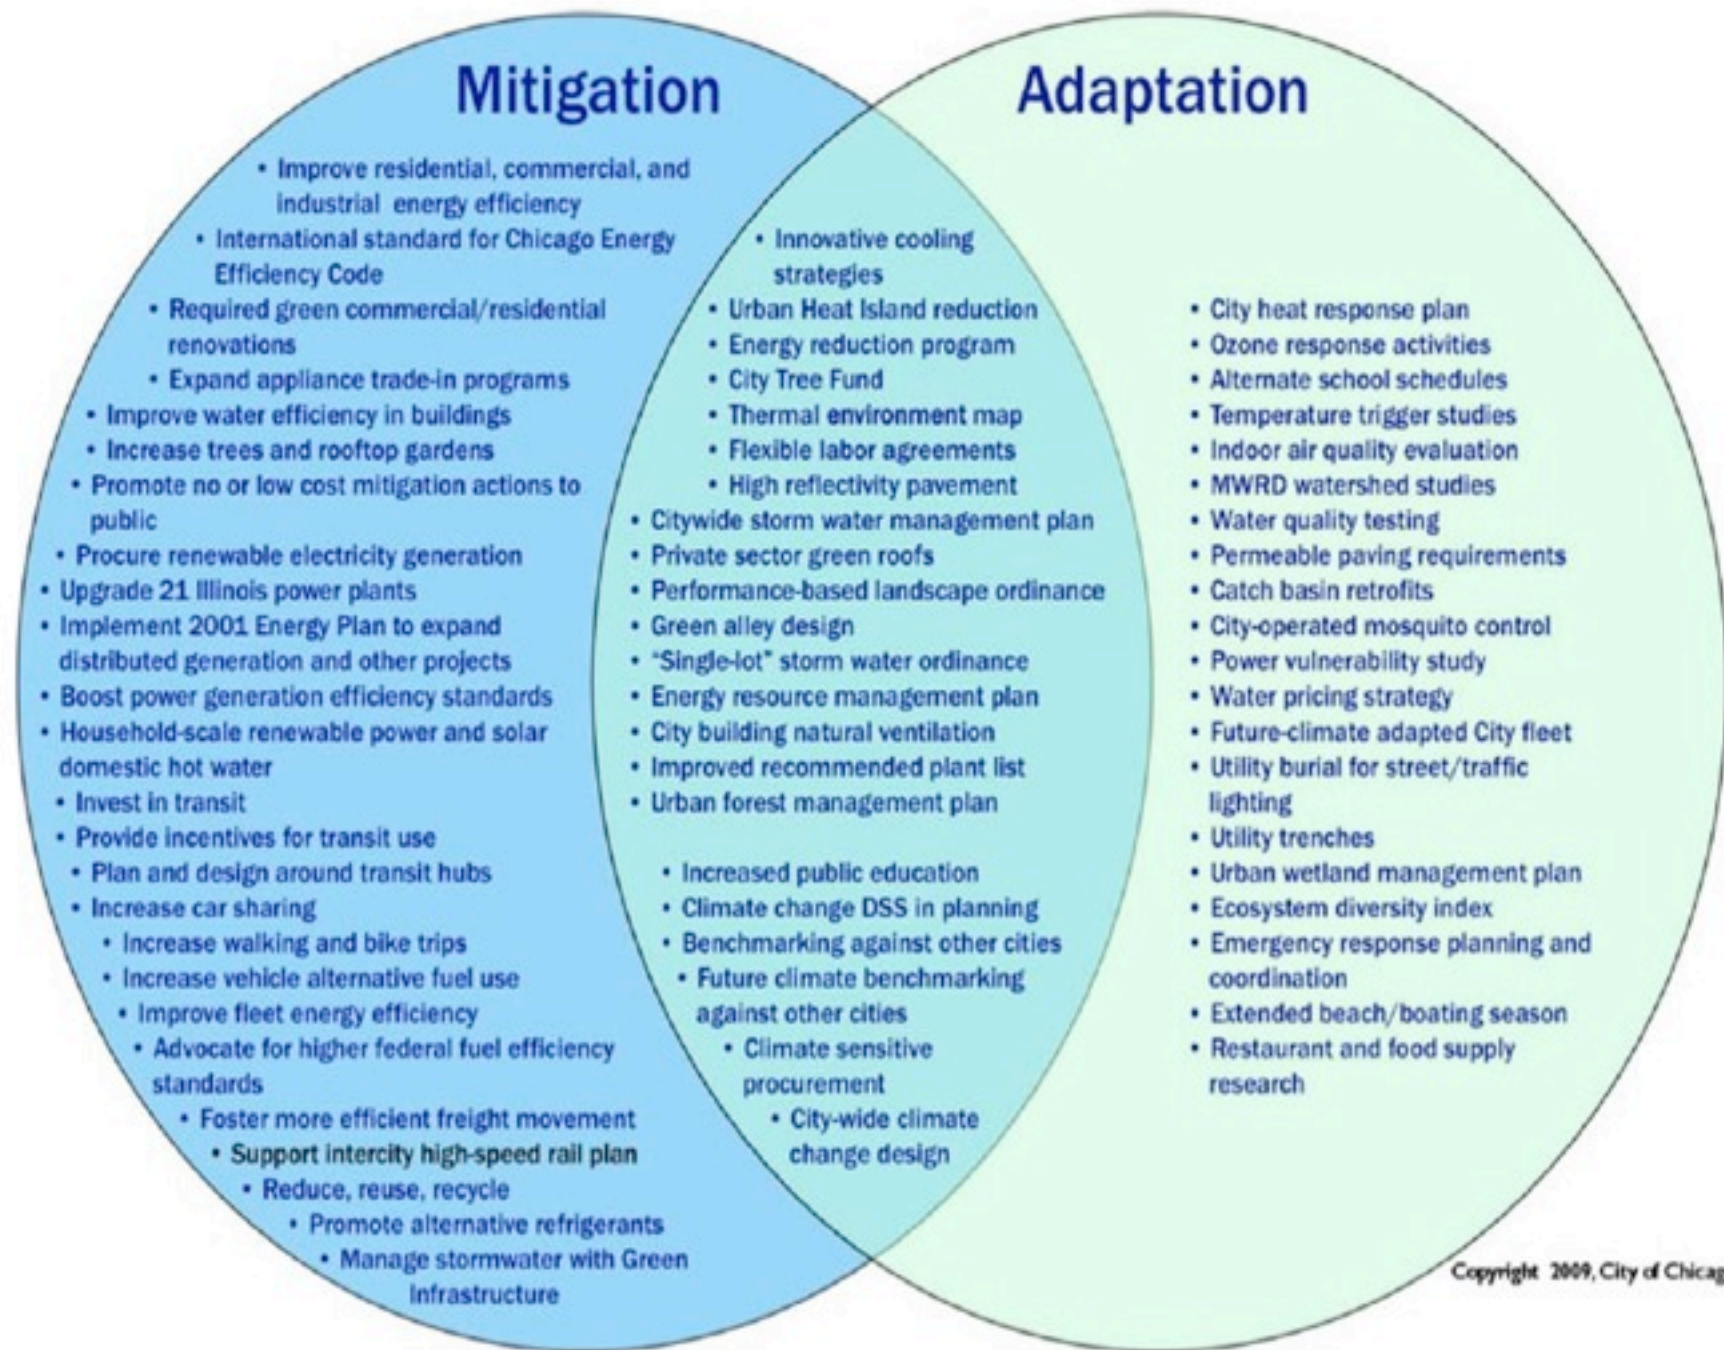 Mitigation
• Improve residential, commercial, and
industrial energy efficiency
• International standard for Chicago Energy
Efficiency Code
• Required green commercial/residential
renovations
• Expand appliance trade-in programs
• Improve water efficiency in buildings
• Increase trees and rooftop gardens
• Promote no or low cost mitigation actions to
public
• Procure renewable electricity generation
• Upgrade 21 Illinois power plants
• Implement 2001 Energy Plan to expand
distributed generation and other projects
• Boost power generation efficiency standards
• Household-scale renewable power and solar
domestic hot water
• Invest in transit
• Provide incentives for transit use
• Plan and design around transit hubs
• Increase car sharing
• Increase walking and bike trips
• Increase vehicle alternative fuel use
• Improve fleet energy efficiency
• Advocate for higher federal fuel efficiency
standards
• Foster more efficient freight movement
• Support intercity high-speed rail plan
• Reduce, reuse, recycle
• Promote alternative refrigerants
• Manage stormwater with Green
Infrastructure
• Innovative cooling
strategies
• Urban Heat Island reduction
• Energy reduction program
• City Tree Fund
• Thermal environment map
• Flexible labor agreements
• High reflectivity pavement
• Citywide storm water management plan
• Private sector green roofs
• Performance-based landscape ordinance
• Green alley design
• "Single-lot" storm water ordinance
• Energy resource management plan
• City building natural ventilation
• Improved recommended plant list
• Urban forest management plan
• Increased public education
• Climate change DSS in planning
• Benchmarking against other cities
• Future climate benchmarking
against other cities
• Climate sensitive
procurement
• City-wide climate
change design
Adaptation
• City heat response plan
• Ozone response activities
• Alternate school schedules
• Temperature trigger studies
• Indoor air quality evaluation
• MWRD watershed studies
• Water quality testing
• Permeable paving requirements
• Catch basin retrofits
• City-operated mosquito control
• Power vulnerability study
• Water pricing strategy
• Future-climate adapted City fleet
• Utility burial for street/traffic
lighting
• Utility trenches
• Urban wetland management plan
• Ecosystem diversity index
• Emergency response planning and
coordination
• Extended beach/boating season
• Restaurant and food supply
research
Copyright 2009, City of Chicag